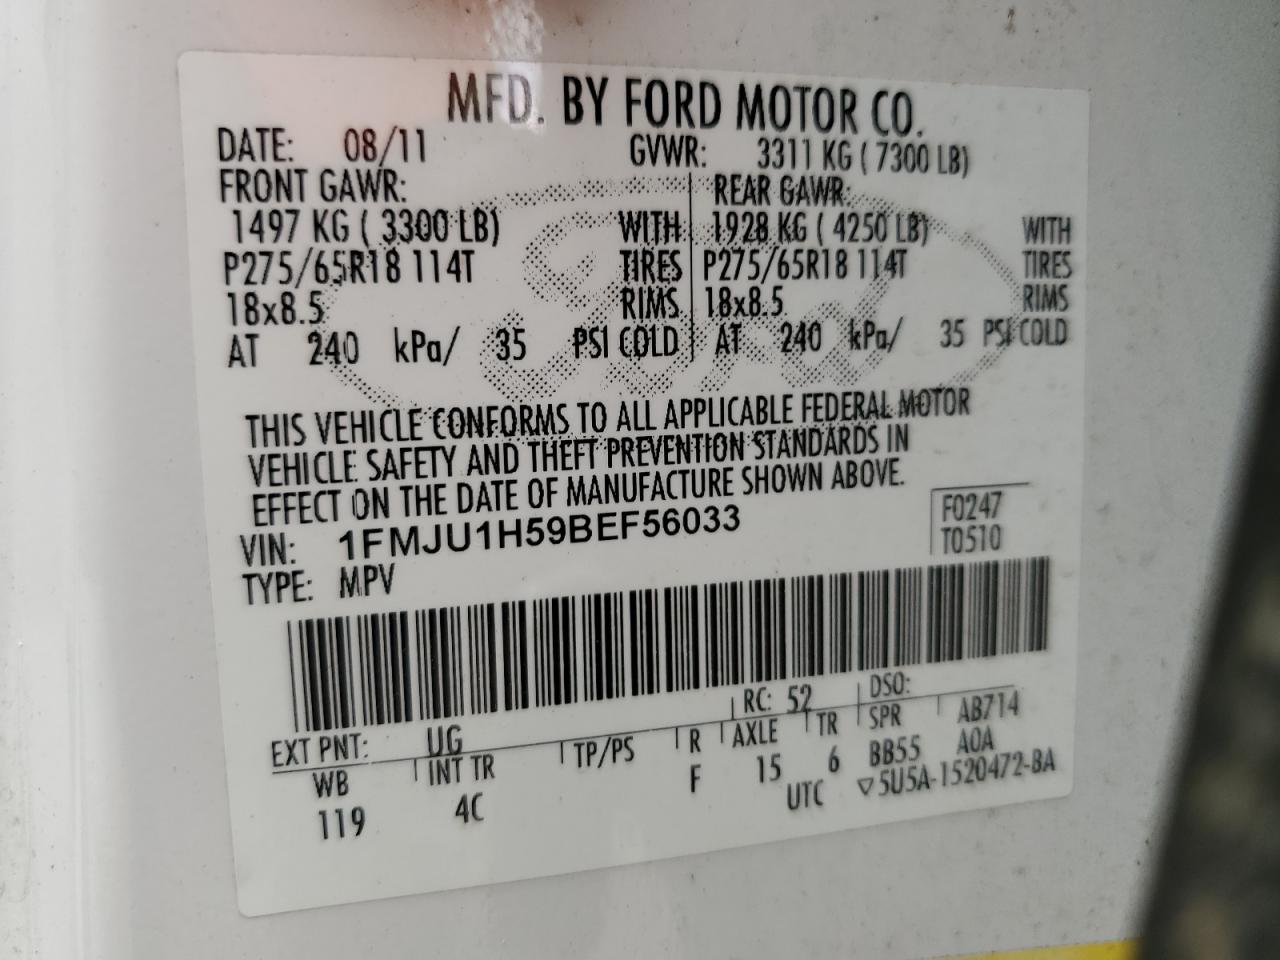 MFD. BY FORD MOTOR CO.
DATE: 08/11 GVWR: 3311 KG ( 7300 LB)
FRONT GAWR: REAR GAWR:
1497 KG ( 3300 LB) WITH 1928 KG ( 4250 LB) WITH
P275/65R18 114T TIRES P275/65R18 114T TIRES
18x8.5 RIMS 18x8.5 RIMS
AT 240 kPa/ 35 PSI COLD AT 240 kPa/ 35 PSI COLD
Ford
THIS VEHICLE CONFORMS TO ALL APPLICABLE FEDERAL MOTOR
VEHICLE SAFETY AND THEFT PREVENTION STANDARDS IN
EFFECT ON THE DATE OF MANUFACTURE SHOWN ABOVE.
VIN: 1FMJU1H59BEF56033 F0247
TYPE: MPV T0510
EXT PNT: UG RC: 52 DSO:
WB INT TR TP/PS R AXLE TR SPR AB714
119 4C F 15 6 BB55 A0A
UTC ▽5U5A-1520472-BA